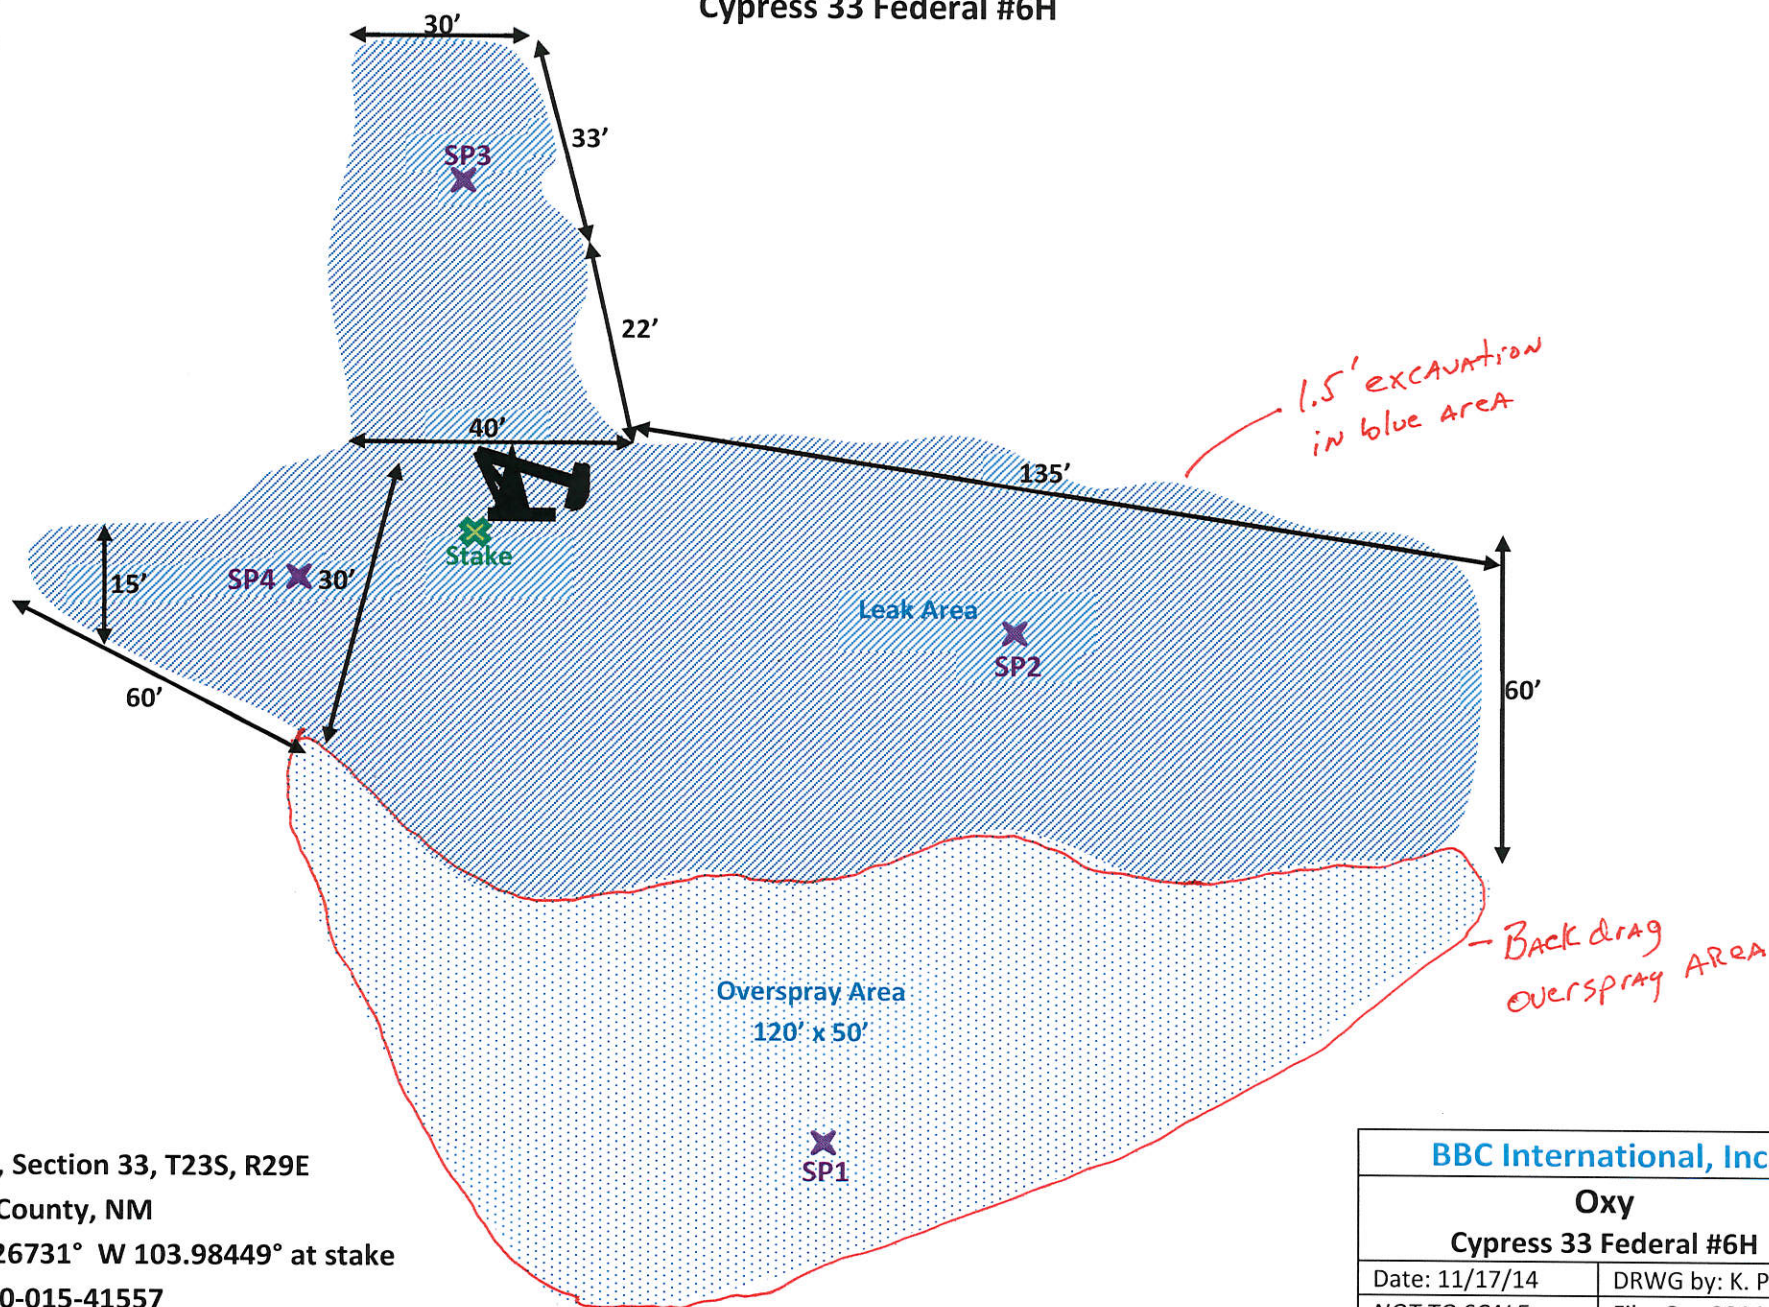 Cypress 33 Federal #6H
30’
33’
SP3
22’
1.5' excavation
in blue area
40’
135’
Stake
15’
SP4
30’
Leak Area
SP2
60’
60’
Back drag
overspray area
Overspray Area
120’ x 50’
SP1
, Section 33, T23S, R29E
County, NM
26731° W 103.98449° at stake
0-015-41557
BBC International, Inc
Oxy
Cypress 33 Federal #6H
Date: 11/17/14
DRWG by: K. P